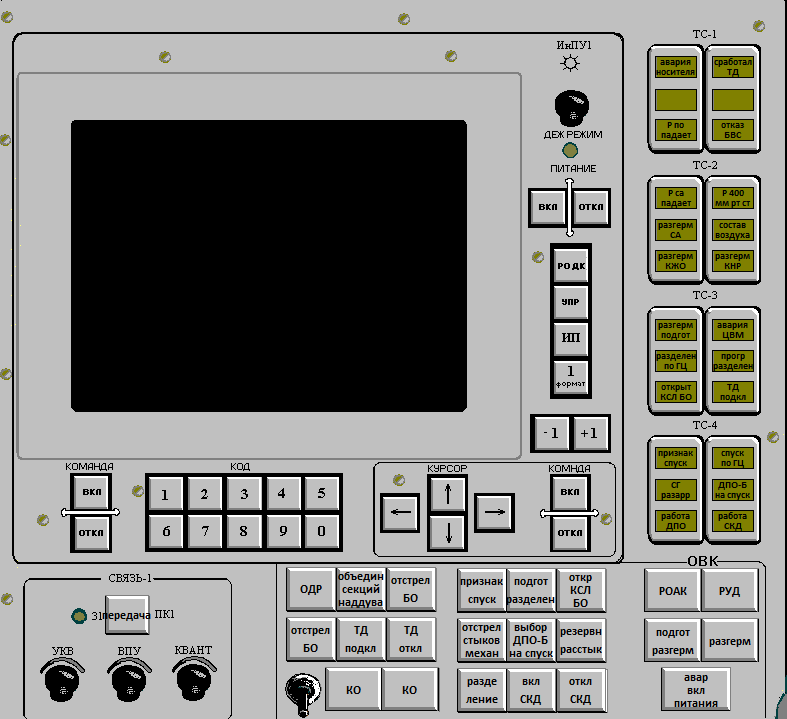 ТС-1
авария
носителя
сработал
ТД
Р по
падает
отказ
БВС
ИнПУ1
ДЕЖ РЕЖИМ
ПИТАНИЕ
ВКЛ
ОТКЛ
РОДК
УПР
ИП
1
формат
-1
+1
ТС-2
Р са
падает
Р 400
мм рт ст
разгерм
СА
состав
воздуха
разгерм
КЖО
разгерм
КНР
ТС-3
разгерм
подгот
авария
ЦВМ
разделен
по ГЦ
прогр
разделен
открыт
КСЛ БО
ТД
подкл
ТС-4
признак
спуск
спуск
по ГЦ
СГ
разарр
ДПО-Б
на спуск
работа
ДПО
работа
СКД
КОМАНДА
ВКЛ
ОТКЛ
КОД
1 2 3 4 5
6 7 8 9 0
КУРСОР
←
↑
↓
→
КОМНДА
ВКЛ
ОТКЛ
СВЯЗЬ-1
31
передача
ПК1
УКВ
ВПУ
КВАНТ
ОДР
объедин
секций
наддува
отстрел
БО
отстрел
БО
ТД
подкл
ТД
откл
КО
КО
признак
спуск
подгот
разделен
откр
КСЛ
БО
отстрел
стыков
механ
выбор
ДПО-Б
на спуск
резервн
расстык
разде
ление
вкл
СКД
откл
СКД
ОВК
РОАК
РУД
подгот
разгерм
разгерм
авар
вкл
питания